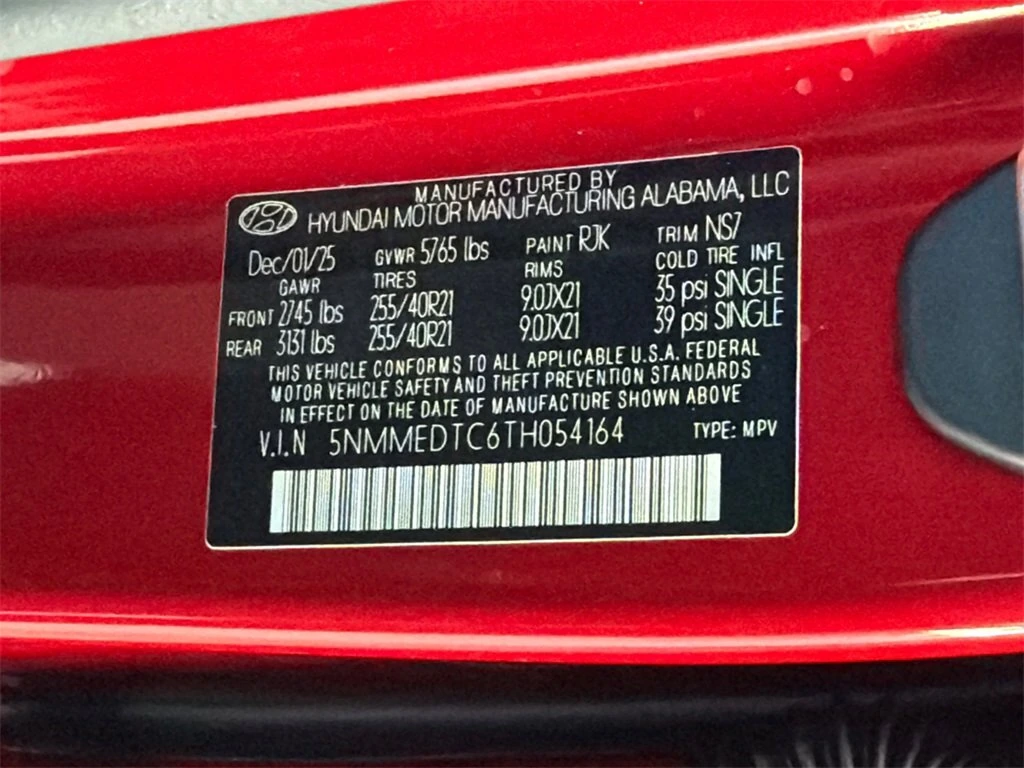 MANUFACTURED BY
HYUNDAI MOTOR MANUFACTURING ALABAMA, LLC
Dec/01/25 GVWR 5765 lbs PAINT RJK TRIM NS7
GAWR TIRES RIMS COLD TIRE INFL
FRONT 2745 lbs 255/40R21 9.0JX21 35 psi SINGLE
REAR 3131 lbs 255/40R21 9.0JX21 39 psi SINGLE
THIS VEHICLE CONFORMS TO ALL APPLICABLE U.S.A. FEDERAL
MOTOR VEHICLE SAFETY AND THEFT PREVENTION STANDARDS
IN EFFECT ON THE DATE OF MANUFACTURE SHOWN ABOVE
V.I.N 5NMMEDTC6TH054164 TYPE: MPV